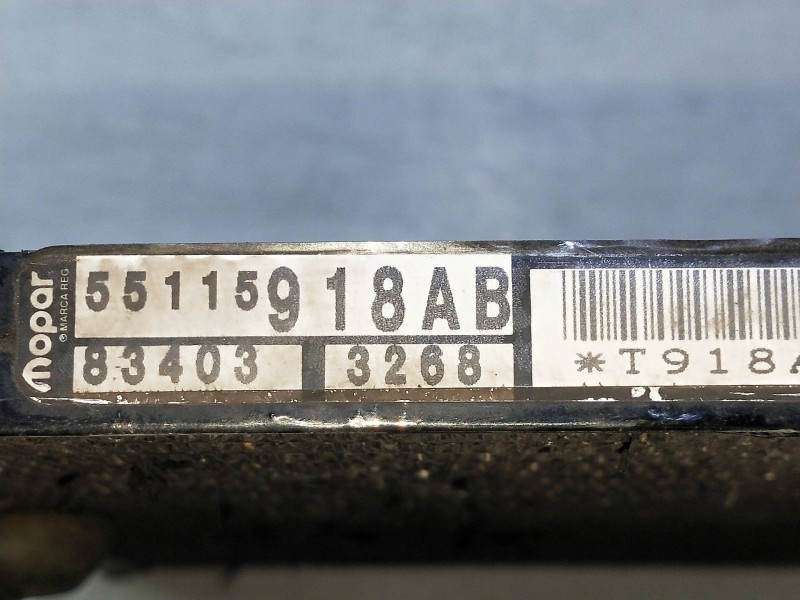 mopar
® MARCA REG
55115918AB
83403 3268
*T918A